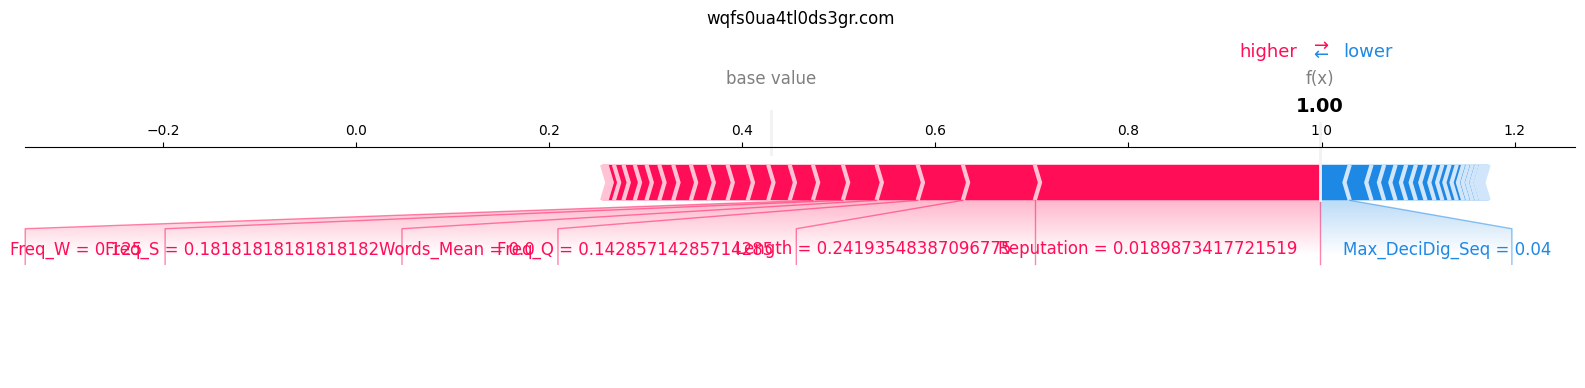 wqfs0ua4tl0ds3gr.com
higher → ← lower
base value f(x)
1.00
−0.2 0.0 0.2 0.4 0.6 0.8 1.0 1.2
Freq_W = 0.125 Freq_S = 0.18181818181818182 Words_Mean = 0.0 Freq_Q = 0.14285714285714285 Length = 0.24193548387096775 Reputation = 0.0189873417721519 Max_DeciDig_Seq = 0.04